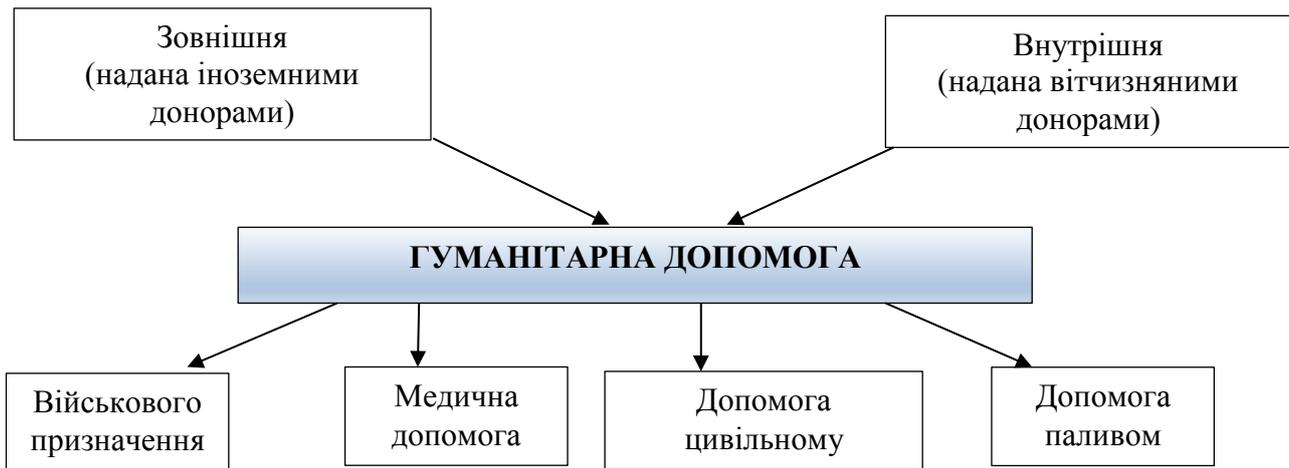 Зовнішня
(надана іноземними
донорами)
Внутрішня
(надана вітчизняними
донорами)
ГУМАНІТАРНА ДОПОМОГА
Військового
призначення
Медична
допомога
Допомога
цивільному
Допомога
паливом